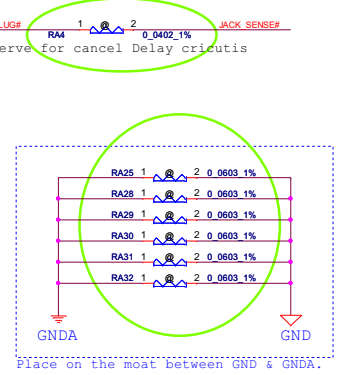 LUG# 1 @ 2 JACK_SENSE#
RA4 0_0402_1%
erve for cancel Delay cricutis
RA25 1 @ 2 0_0603_1%
RA28 1 @ 2 0_0603_1%
RA29 1 @ 2 0_0603_1%
RA30 1 @ 2 0_0603_1%
RA31 1 @ 2 0_0603_1%
RA32 1 @ 2 0_0603_1%
GNDA GND
Place on the moat between GND & GNDA.